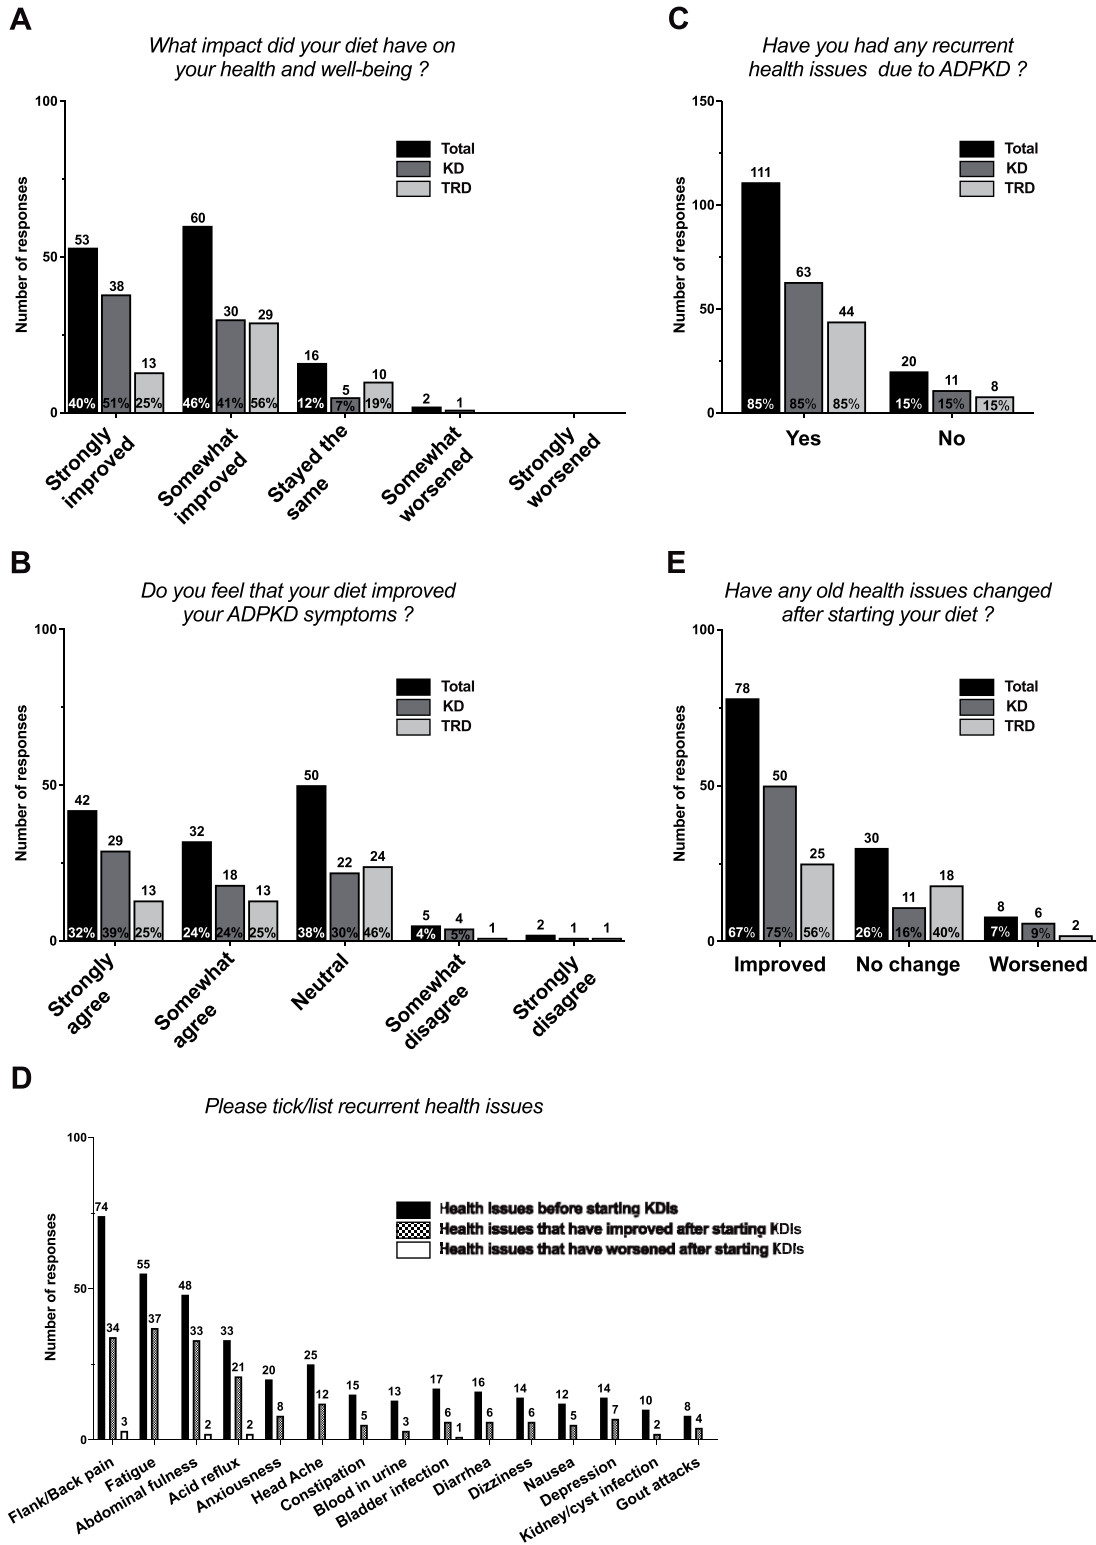 A
What impact did your diet have on
your health and well-being ?
100
50
0
Number of responses
Total
KD
TRD
53
38
13
60
30
29
16
5
10
2
1
40%
51%
25%
46%
41%
56%
12%
7%
19%
Strongly
improved
Somewhat
improved
Stayed the
same
Somewhat
worsened
Strongly
worsened
C
Have you had any recurrent
health issues due to ADPKD ?
150
100
50
0
Number of responses
Total
KD
TRD
111
63
44
20
11
8
85%
85%
85%
15%
15%
15%
Yes
No
B
Do you feel that your diet improved
your ADPKD symptoms ?
100
50
0
Number of responses
Total
KD
TRD
42
29
13
32
18
13
50
22
24
5
4
1
2
1
1
32%
39%
25%
24%
24%
25%
38%
30%
46%
4%
5%
Strongly
agree
Somewhat
agree
Neutral
Somewhat
disagree
Strongly
disagree
E
Have any old health issues changed
after starting your diet ?
100
50
0
Number of responses
Total
KD
TRD
78
50
25
30
11
18
8
6
2
67%
75%
56%
26%
16%
40%
7%
9%
Improved
No change
Worsened
D
Please tick/list recurrent health issues
100
50
0
Number of responses
Health issues before starting KDIs
Health issues that have improved after starting KDIs
Health issues that have worsened after starting KDIs
74
34
3
55
37
48
33
2
33
21
2
20
8
25
12
15
5
13
3
17
6
1
16
6
14
6
12
5
14
7
10
2
8
4
Flank/Back pain
Fatigue
Abdominal fulness
Acid reflux
Anxiousness
Head Ache
Constipation
Blood in urine
Bladder infection
Diarrhea
Dizziness
Nausea
Depression
Kidney/cyst infection
Gout attacks